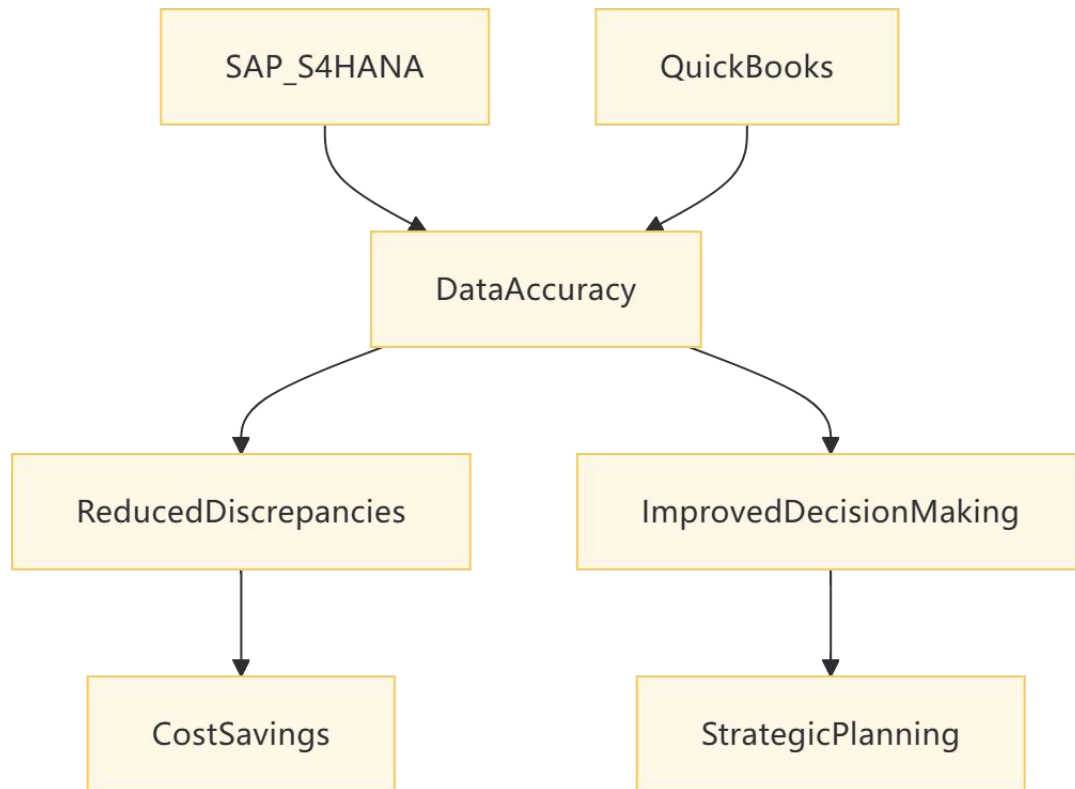 SAP_S4HANA
QuickBooks
DataAccuracy
ReducedDiscrepancies
ImprovedDecisionMaking
CostSavings
StrategicPlanning